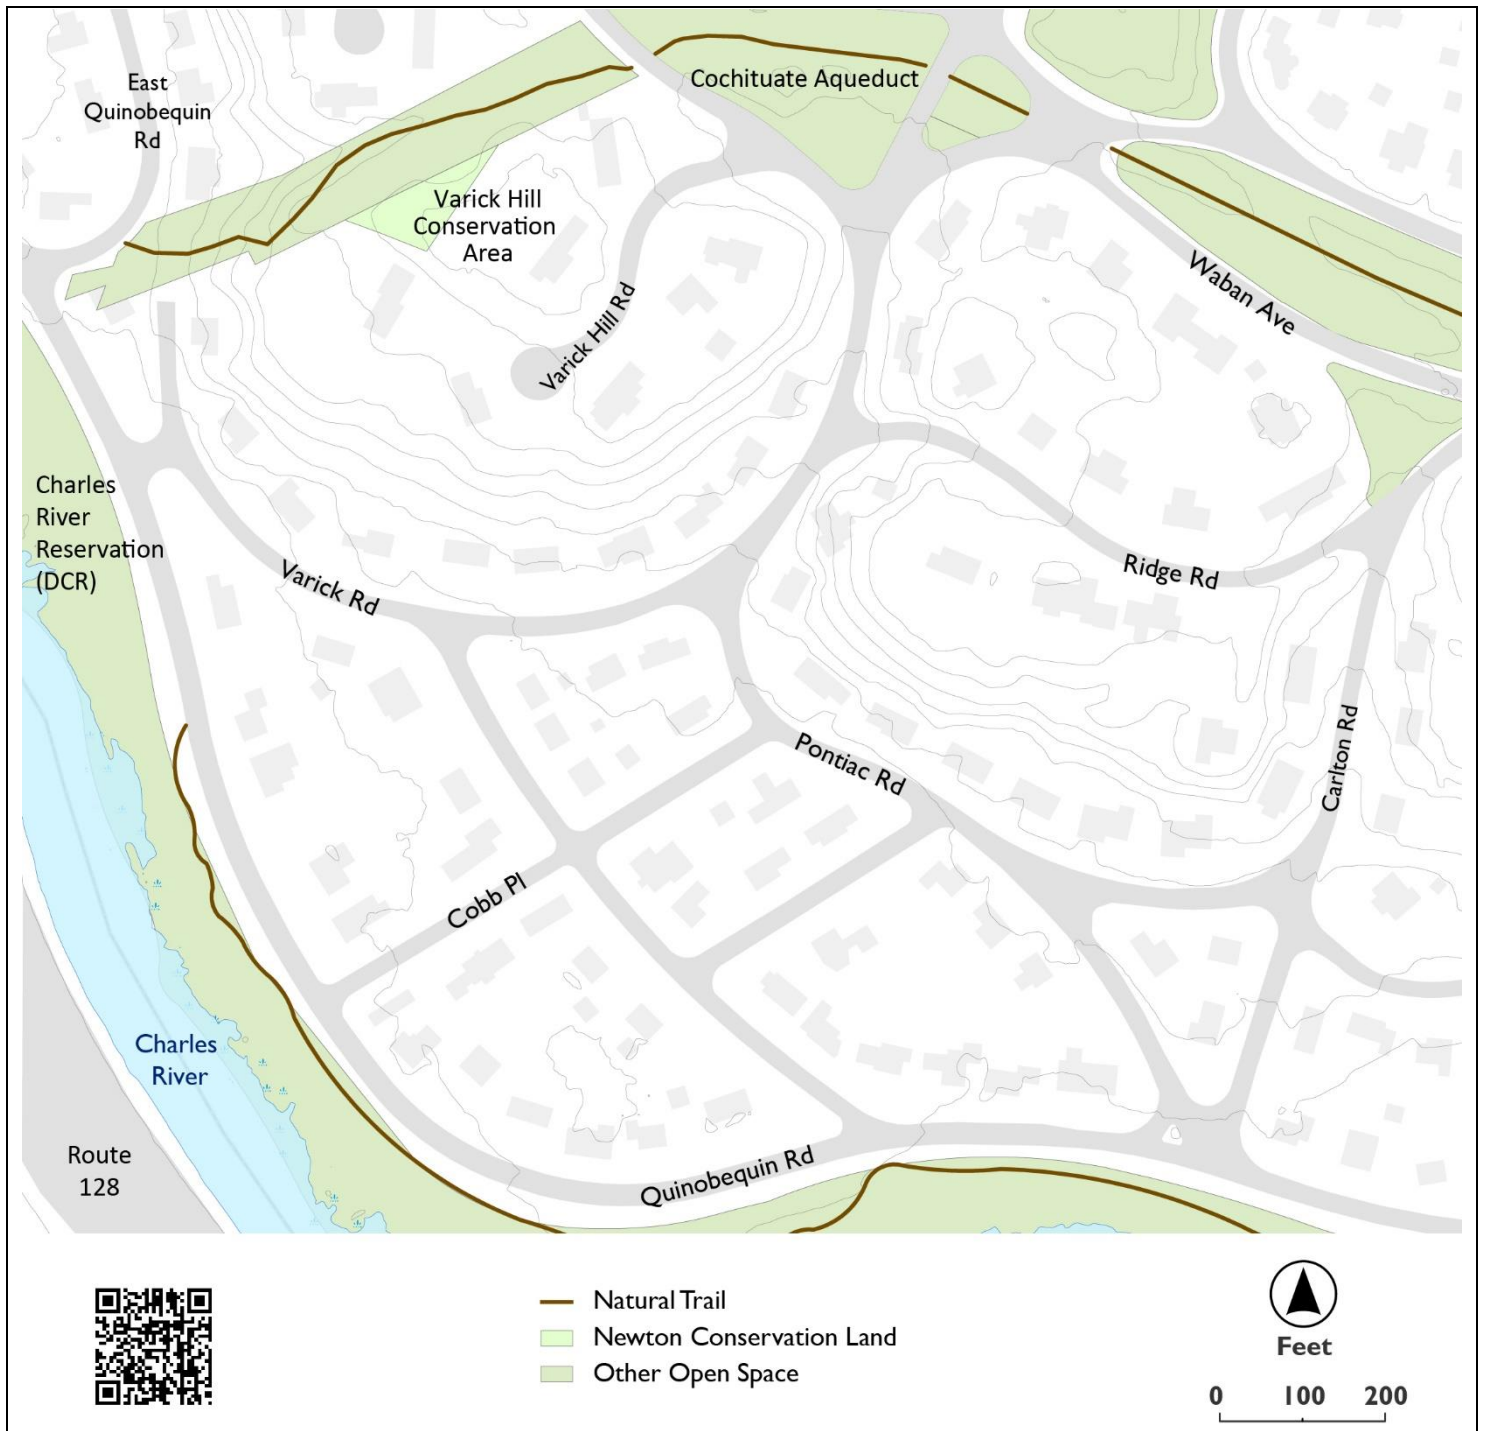 East
Quinobequin
Rd
Cochituate Aqueduct
Varick Hill
Conservation
Area
Waban Ave
Varick Hill Rd
Charles
River
Reservation
(DCR)
Varick Rd
Ridge Rd
Carlton Rd
Pontiac Rd
Cobb Pl
Charles
River
Route
128
Quinobequin Rd
Natural Trail
Newton Conservation Land
Other Open Space
Feet
0 100 200